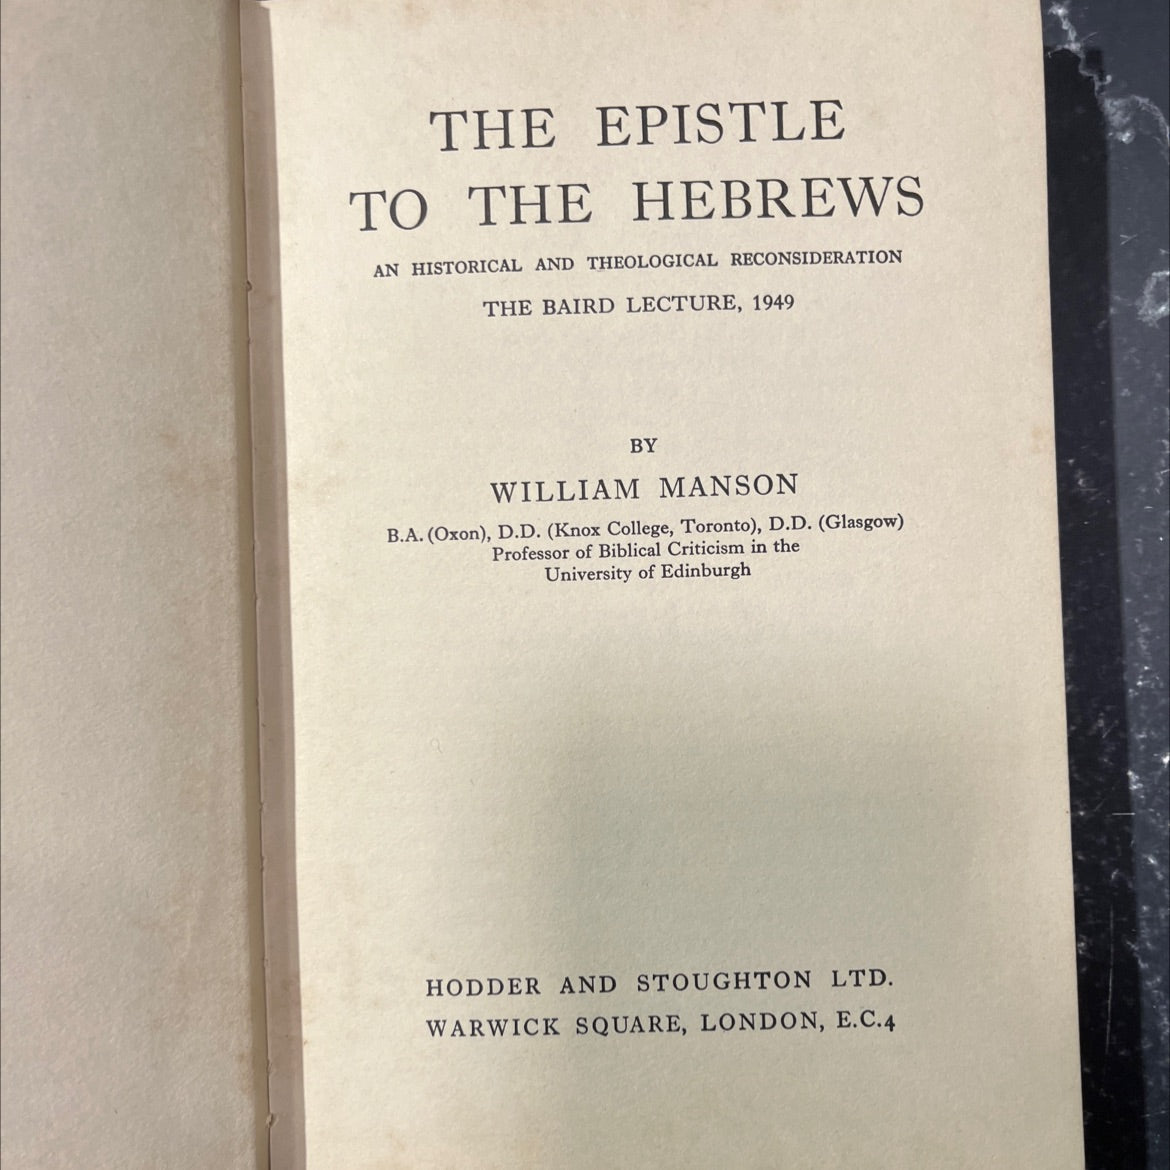 THE EPISTLE
TO THE HEBREWS
AN HISTORICAL AND THEOLOGICAL RECONSIDERATION
THE BAIRD LECTURE, 1949
BY
WILLIAM MANSON
B.A. (Oxon), D.D. (Knox College, Toronto), D.D. (Glasgow)
Professor of Biblical Criticism in the
University of Edinburgh
HODDER AND STOUGHTON LTD.
WARWICK SQUARE, LONDON, E.C.4